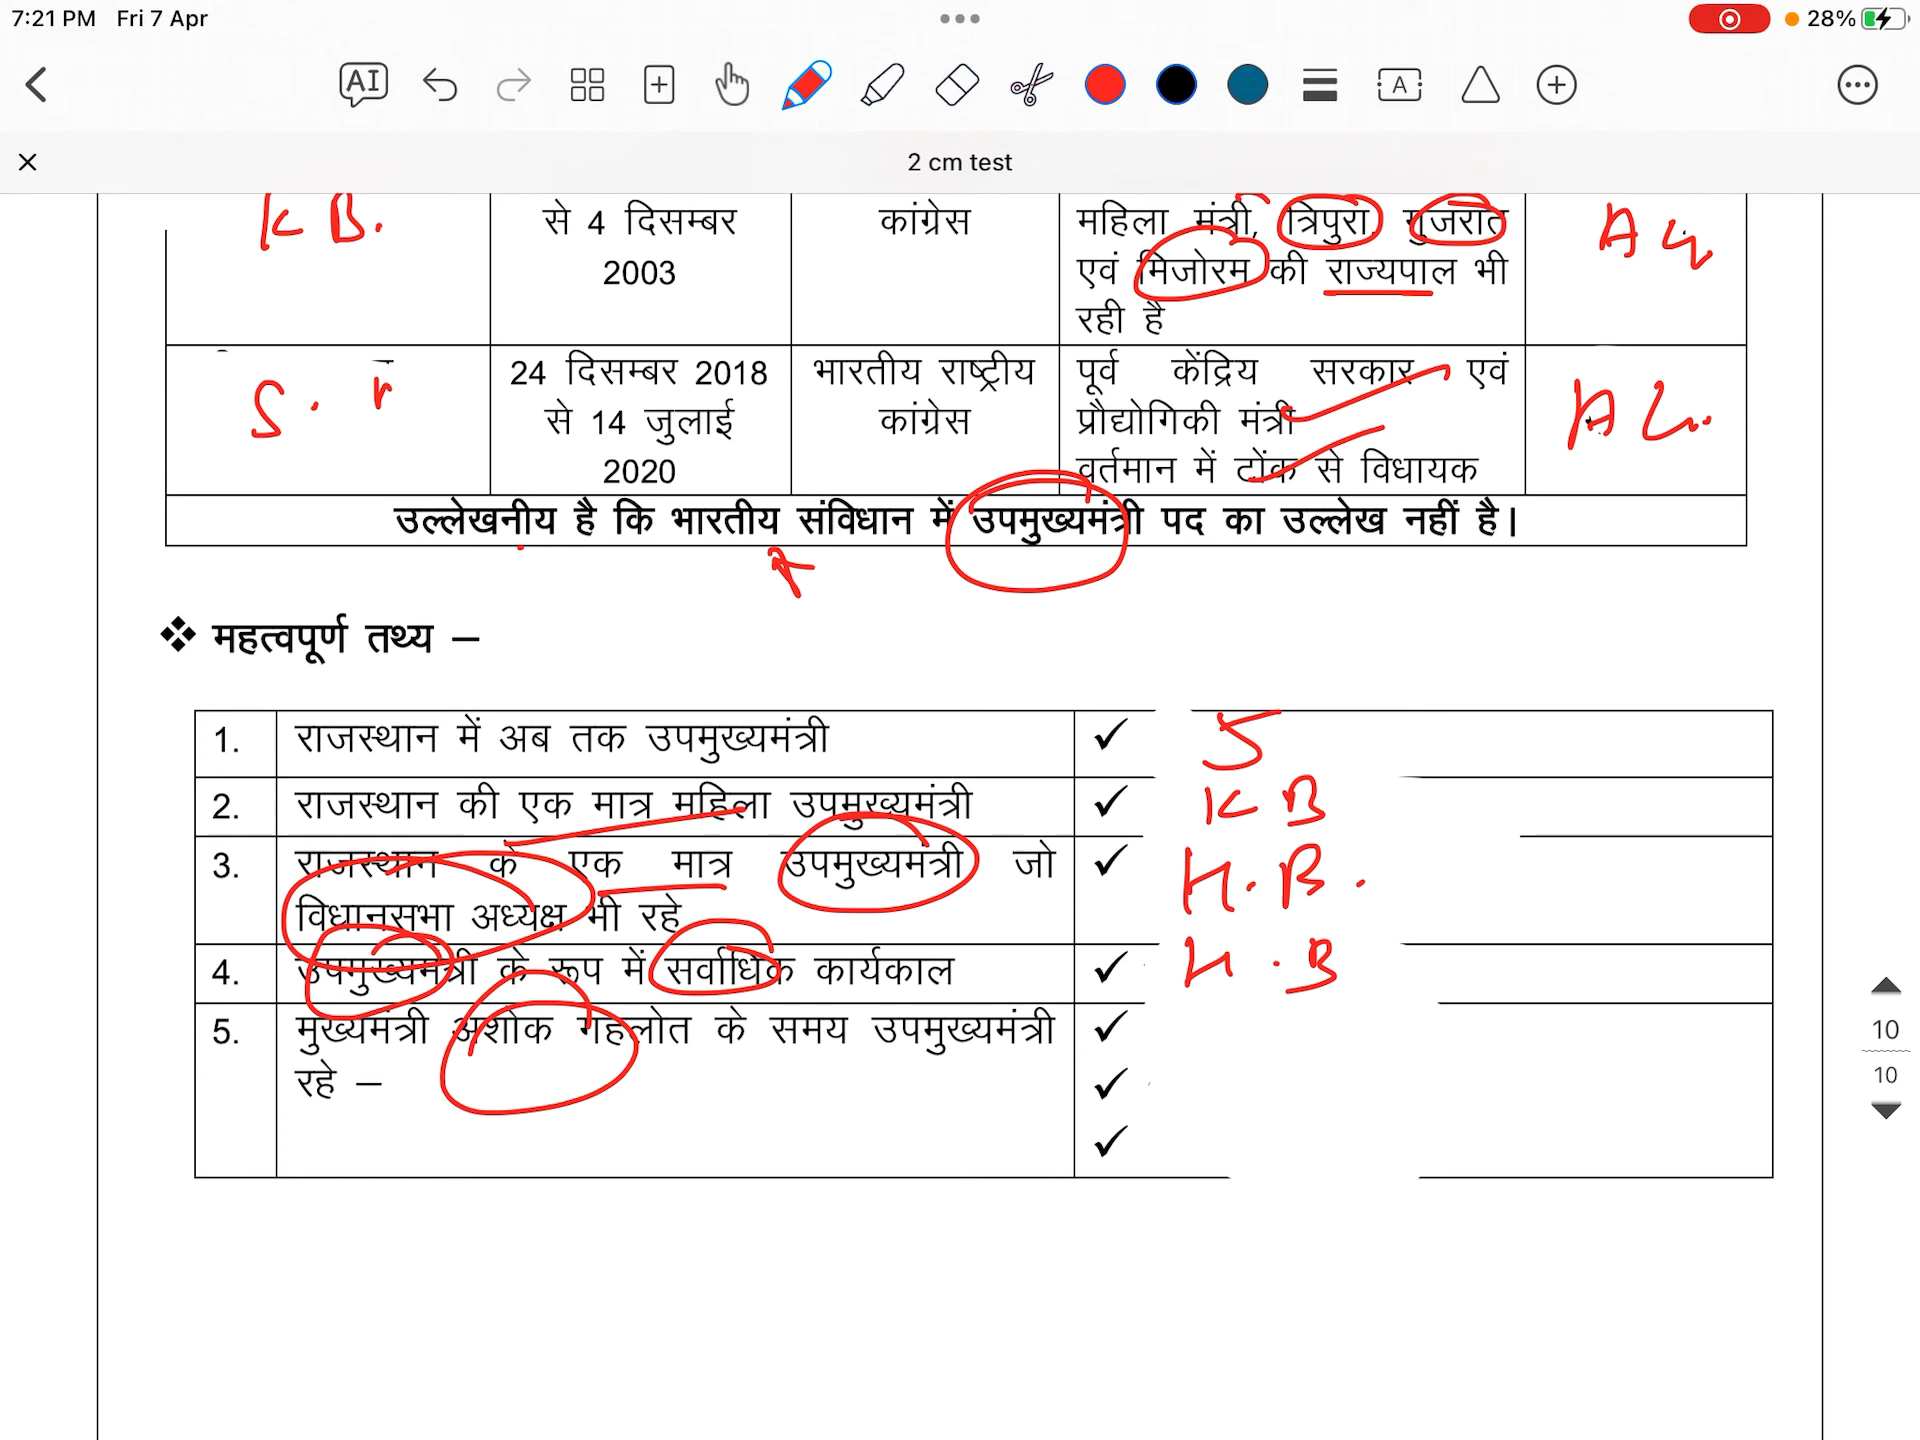 7:21 PM Fri 7 Apr
28%
AI
A
2 cm test
K B.
से 4 दिसम्बर
2003
कांग्रेस
महिला मंत्री, त्रिपुरा, गुजरात
एवं मिजोरम की राज्यपाल भी
रही है
24 दिसम्बर 2018
से 14 जुलाई
2020
भारतीय राष्ट्रीय
कांग्रेस
पूर्व केंद्रिय सरकार एवं
प्रौद्योगिकी मंत्री
वर्तमान में टोंक से विधायक
उल्लेखनीय है कि भारतीय संविधान में उपमुख्यमंत्री पद का उल्लेख नहीं है।
❖ महत्वपूर्ण तथ्य –
1. राजस्थान में अब तक उपमुख्यमंत्री ✓ 5
2. राजस्थान की एक मात्र महिला उपमुख्यमंत्री ✓ K B
3. राजस्थान के एक मात्र उपमुख्यमंत्री जो ✓ H. B.
विधानसभा अध्यक्ष भी रहे
4. उपमुख्यमंत्री के रूप में सर्वाधिक कार्यकाल ✓ H . B
5. मुख्यमंत्री अशोक गहलोत के समय उपमुख्यमंत्री ✓
रहे – ✓
✓
10
10